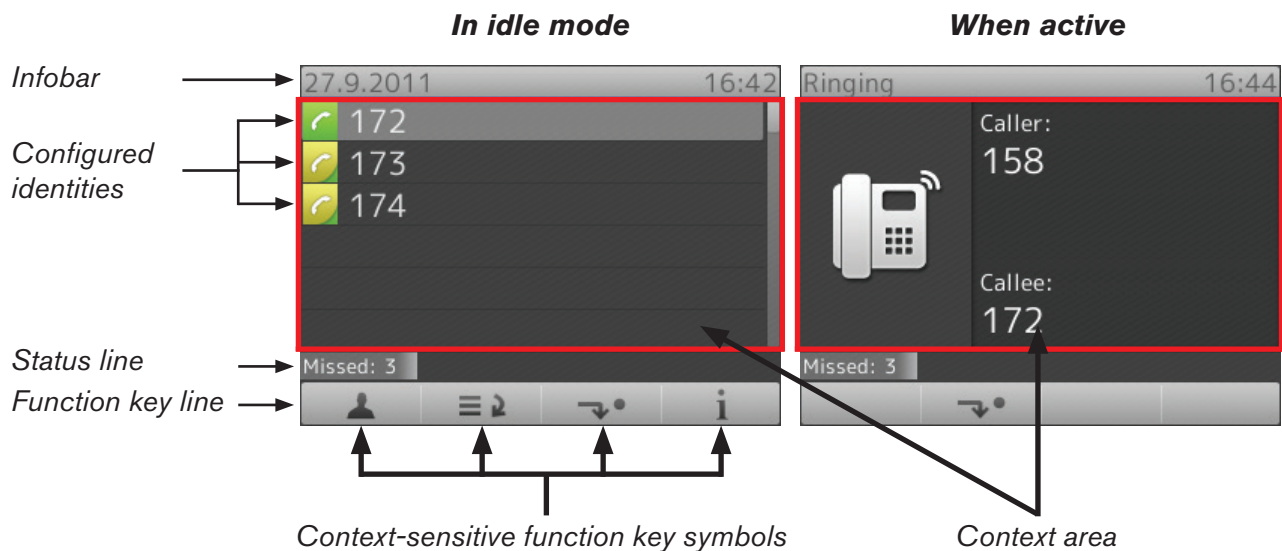 In idle mode
When active
Infobar
27.9.2011 16:42
Ringing 16:44
Configured
identities
172
173
174
Caller:
158
Callee:
172
Status line
Missed: 3
Missed: 3
Function key line
i
Context-sensitive function key symbols
Context area